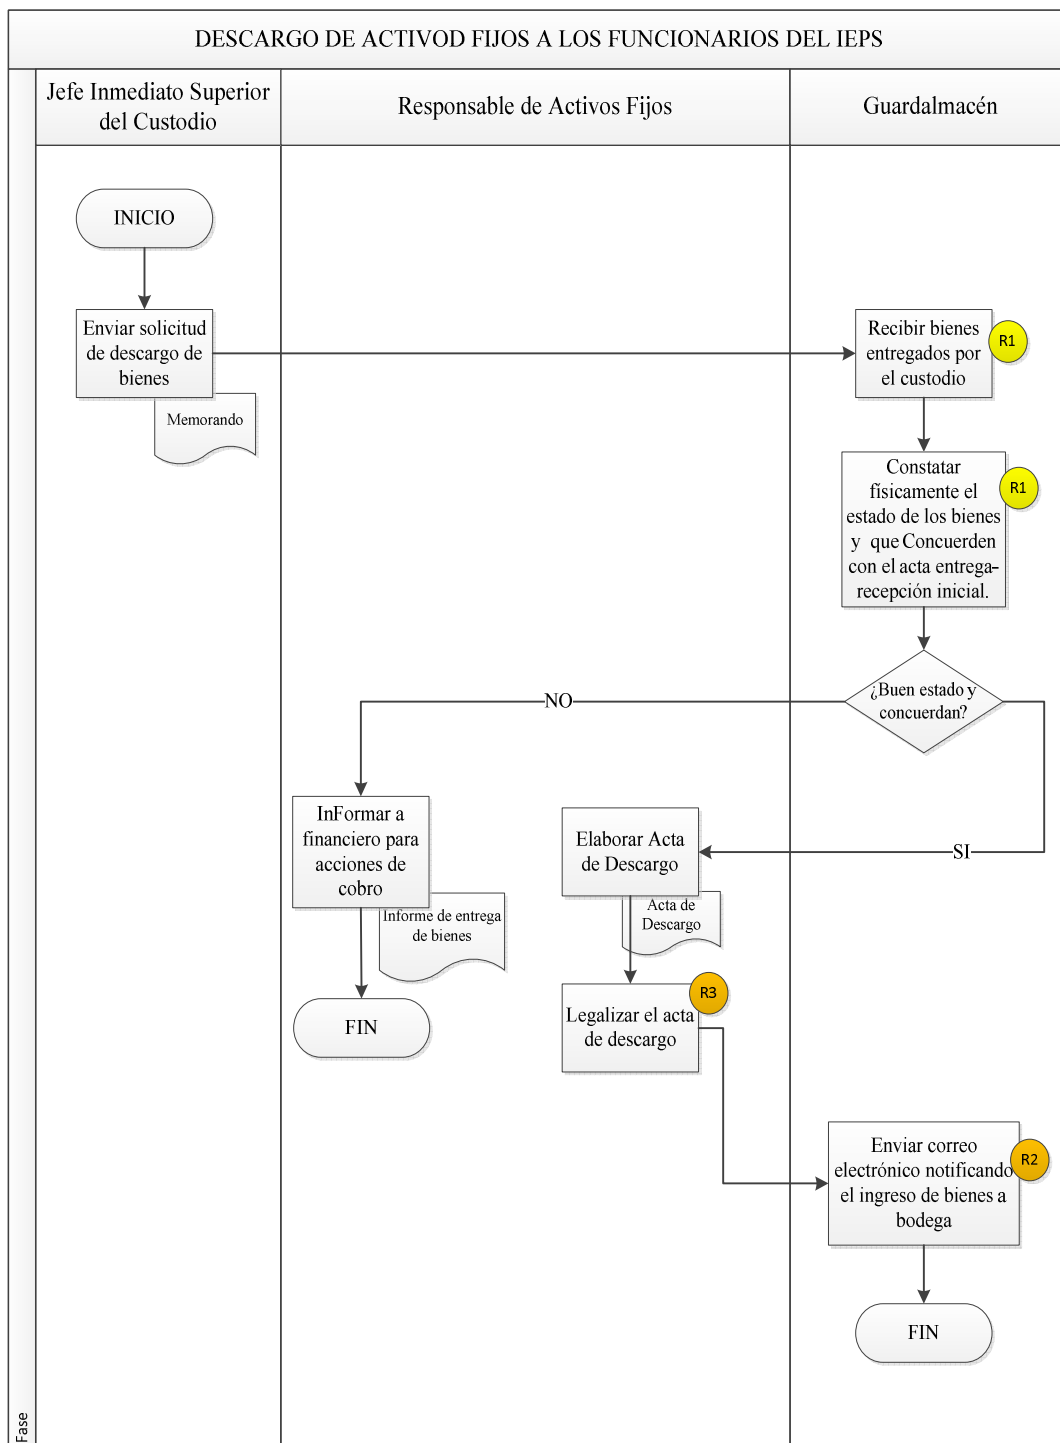 DESCARGO DE ACTIVOD FIJOS A LOS FUNCIONARIOS DEL IEPS
Jefe Inmediato Superior
del Custodio
Responsable de Activos Fijos
Guardalmacén
INICIO
Enviar solicitud
de descargo de
bienes
Memorando
Recibir bienes
entregados por
el custodio
R1
Constatar
físicamente el
estado de los bienes
y que Concuerden
con el acta entrega-
recepción inicial.
R1
¿Buen estado y
concuerdan?
NO
SI
InFormar a
financiero para
acciones de
cobro
Informe de entrega
de bienes
FIN
Elaborar Acta
de Descargo
Acta de
Descargo
Legalizar el acta
de descargo
R3
Enviar correo
electrónico notificando
el ingreso de bienes a
bodega
R2
FIN
Fase